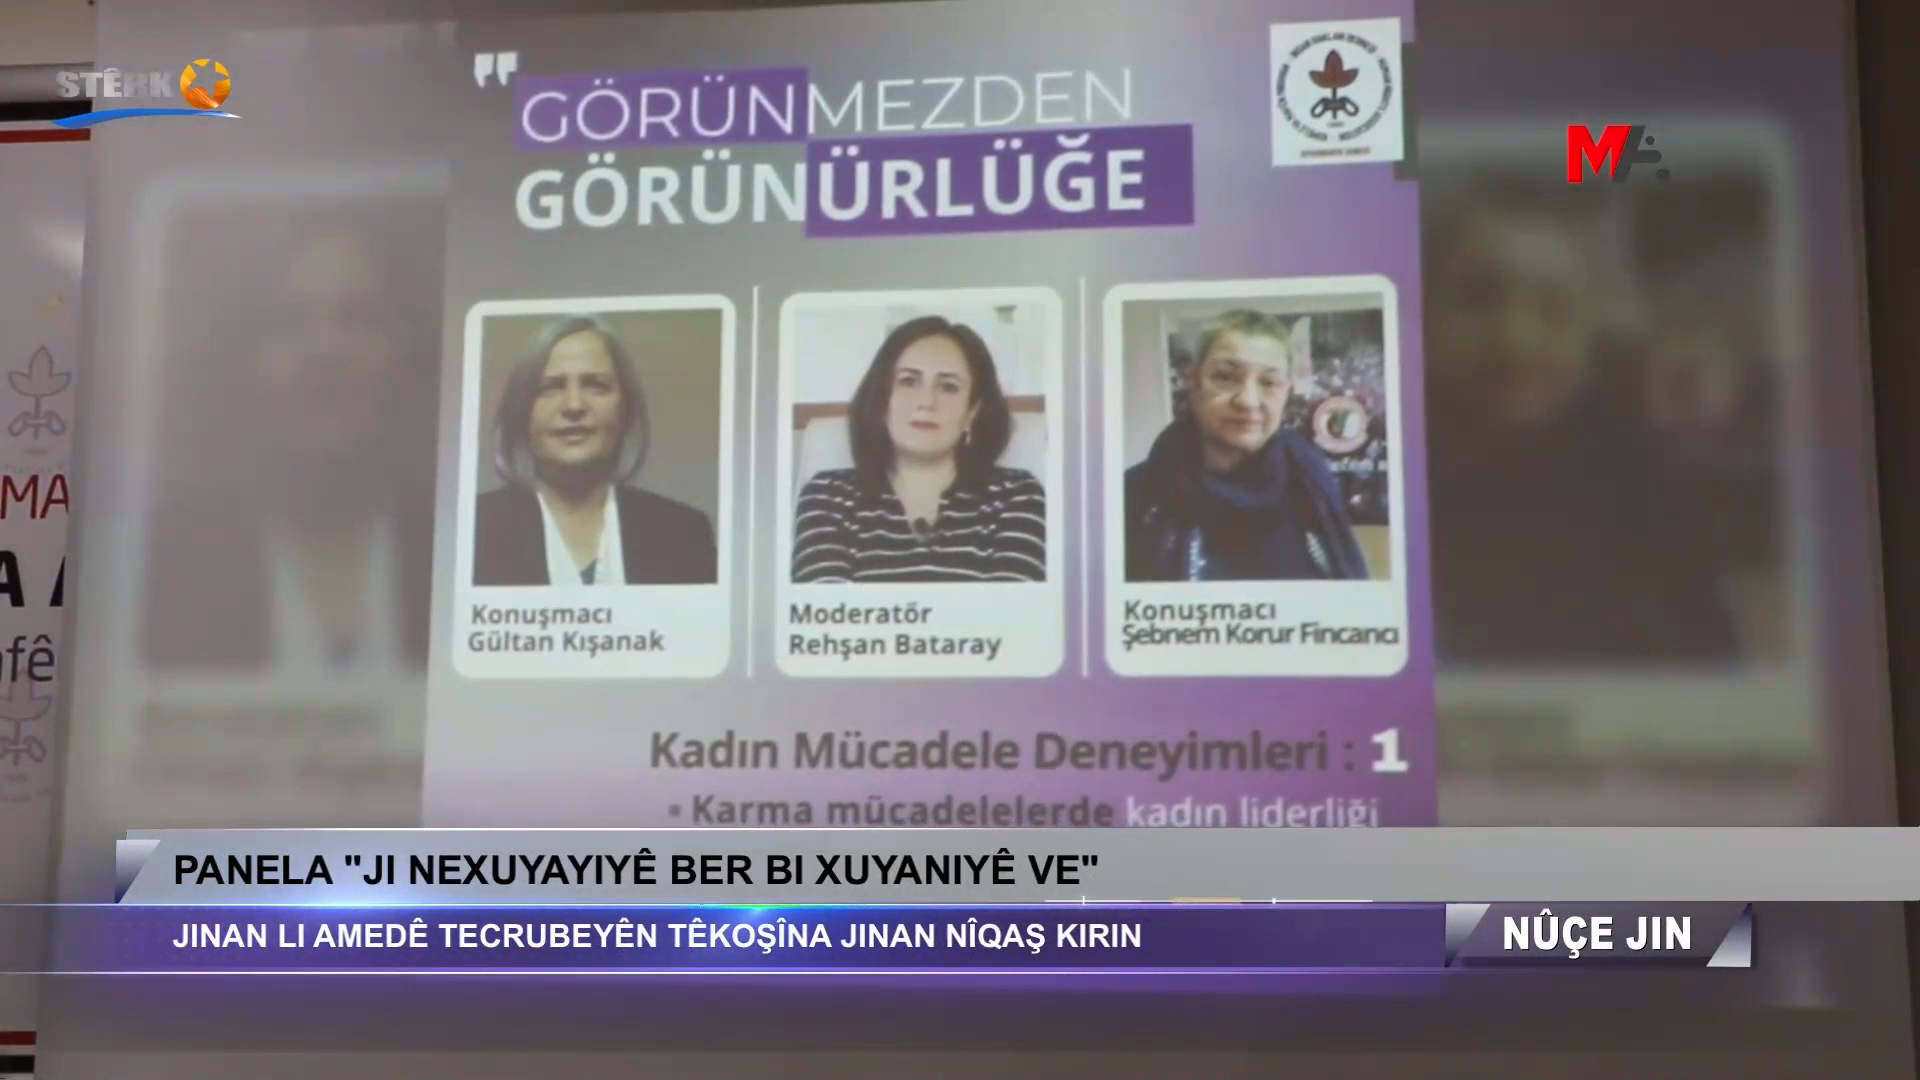 STÊRK
GÖRÜNMEZDEN
GÖRÜNÜRLÜĞE
MA
MA
A A
afê
Konuşmacı
Gültan Kışanak
Moderatör
Rehşan Bataray
Konuşmacı
Şebnem Korur Fincancı
Kadın Mücadele Deneyimleri : 1
▪ Karma mücadelelerde kadın liderliği
PANELA "JI NEXUYAYIYÊ BER BI XUYANIYÊ VE"
JINAN LI AMEDÊ TECRUBEYÊN TÊKOŞÎNA JINAN NÎQAŞ KIRIN
NÛÇE JIN